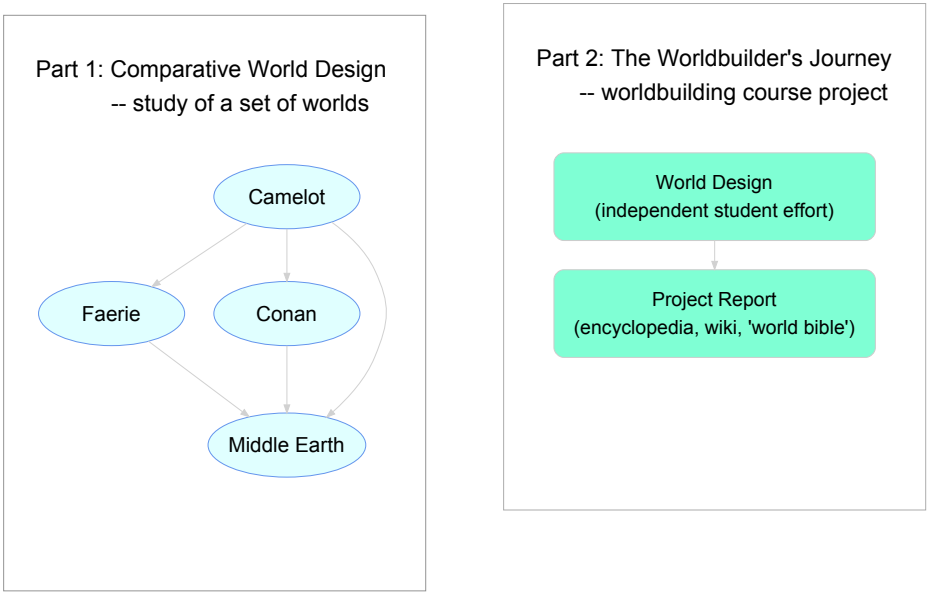 Part 1: Comparative World Design
-- study of a set of worlds
Camelot
Faerie
Conan
Middle Earth
Part 2: The Worldbuilder's Journey
-- worldbuilding course project
World Design
(independent student effort)
Project Report
(encyclopedia, wiki, 'world bible')